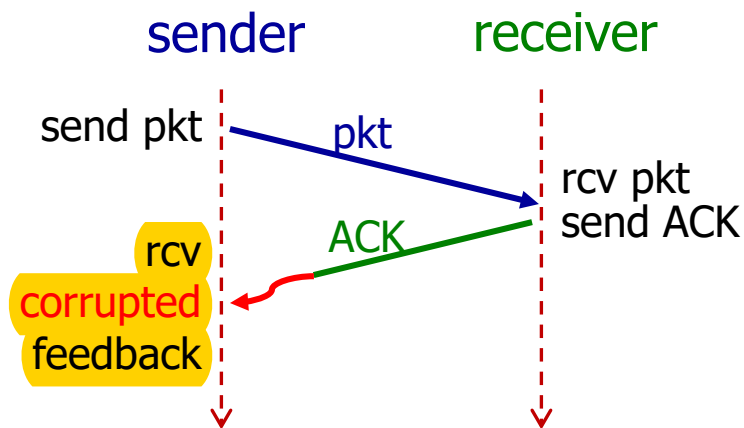 sender
receiver
send pkt
pkt
rcv pkt
send ACK
ACK
rcv
corrupted
feedback